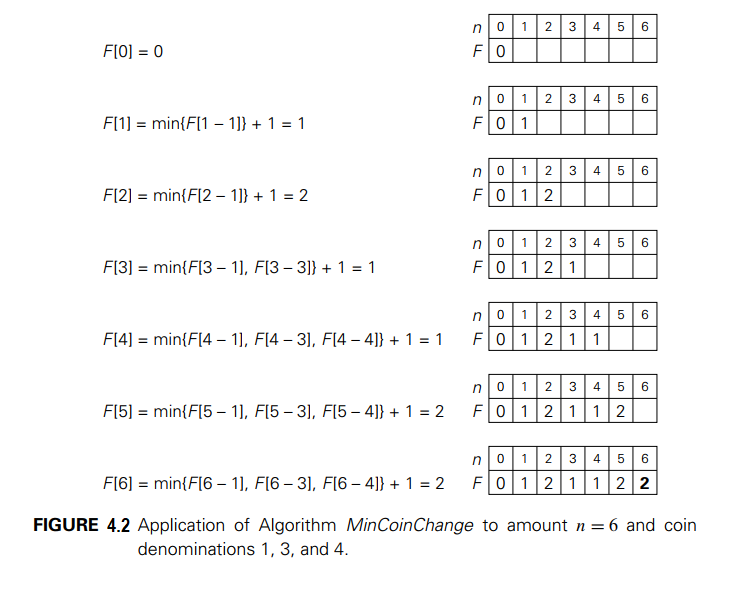 n 0 1 2 3 4 5 6
F[0] = 0 F 0
n 0 1 2 3 4 5 6
F[1] = min{F[1 – 1]} + 1 = 1 F 0 1
n 0 1 2 3 4 5 6
F[2] = min{F[2 – 1]} + 1 = 2 F 0 1 2
n 0 1 2 3 4 5 6
F[3] = min{F[3 – 1], F[3 – 3]} + 1 = 1 F 0 1 2 1
n 0 1 2 3 4 5 6
F[4] = min{F[4 – 1], F[4 – 3], F[4 – 4]} + 1 = 1 F 0 1 2 1 1
n 0 1 2 3 4 5 6
F[5] = min{F[5 – 1], F[5 – 3], F[5 – 4]} + 1 = 2 F 0 1 2 1 1 2
n 0 1 2 3 4 5 6
F[6] = min{F[6 – 1], F[6 – 3], F[6 – 4]} + 1 = 2 F 0 1 2 1 1 2 2
FIGURE 4.2 Application of Algorithm MinCoinChange to amount n = 6 and coin
denominations 1, 3, and 4.